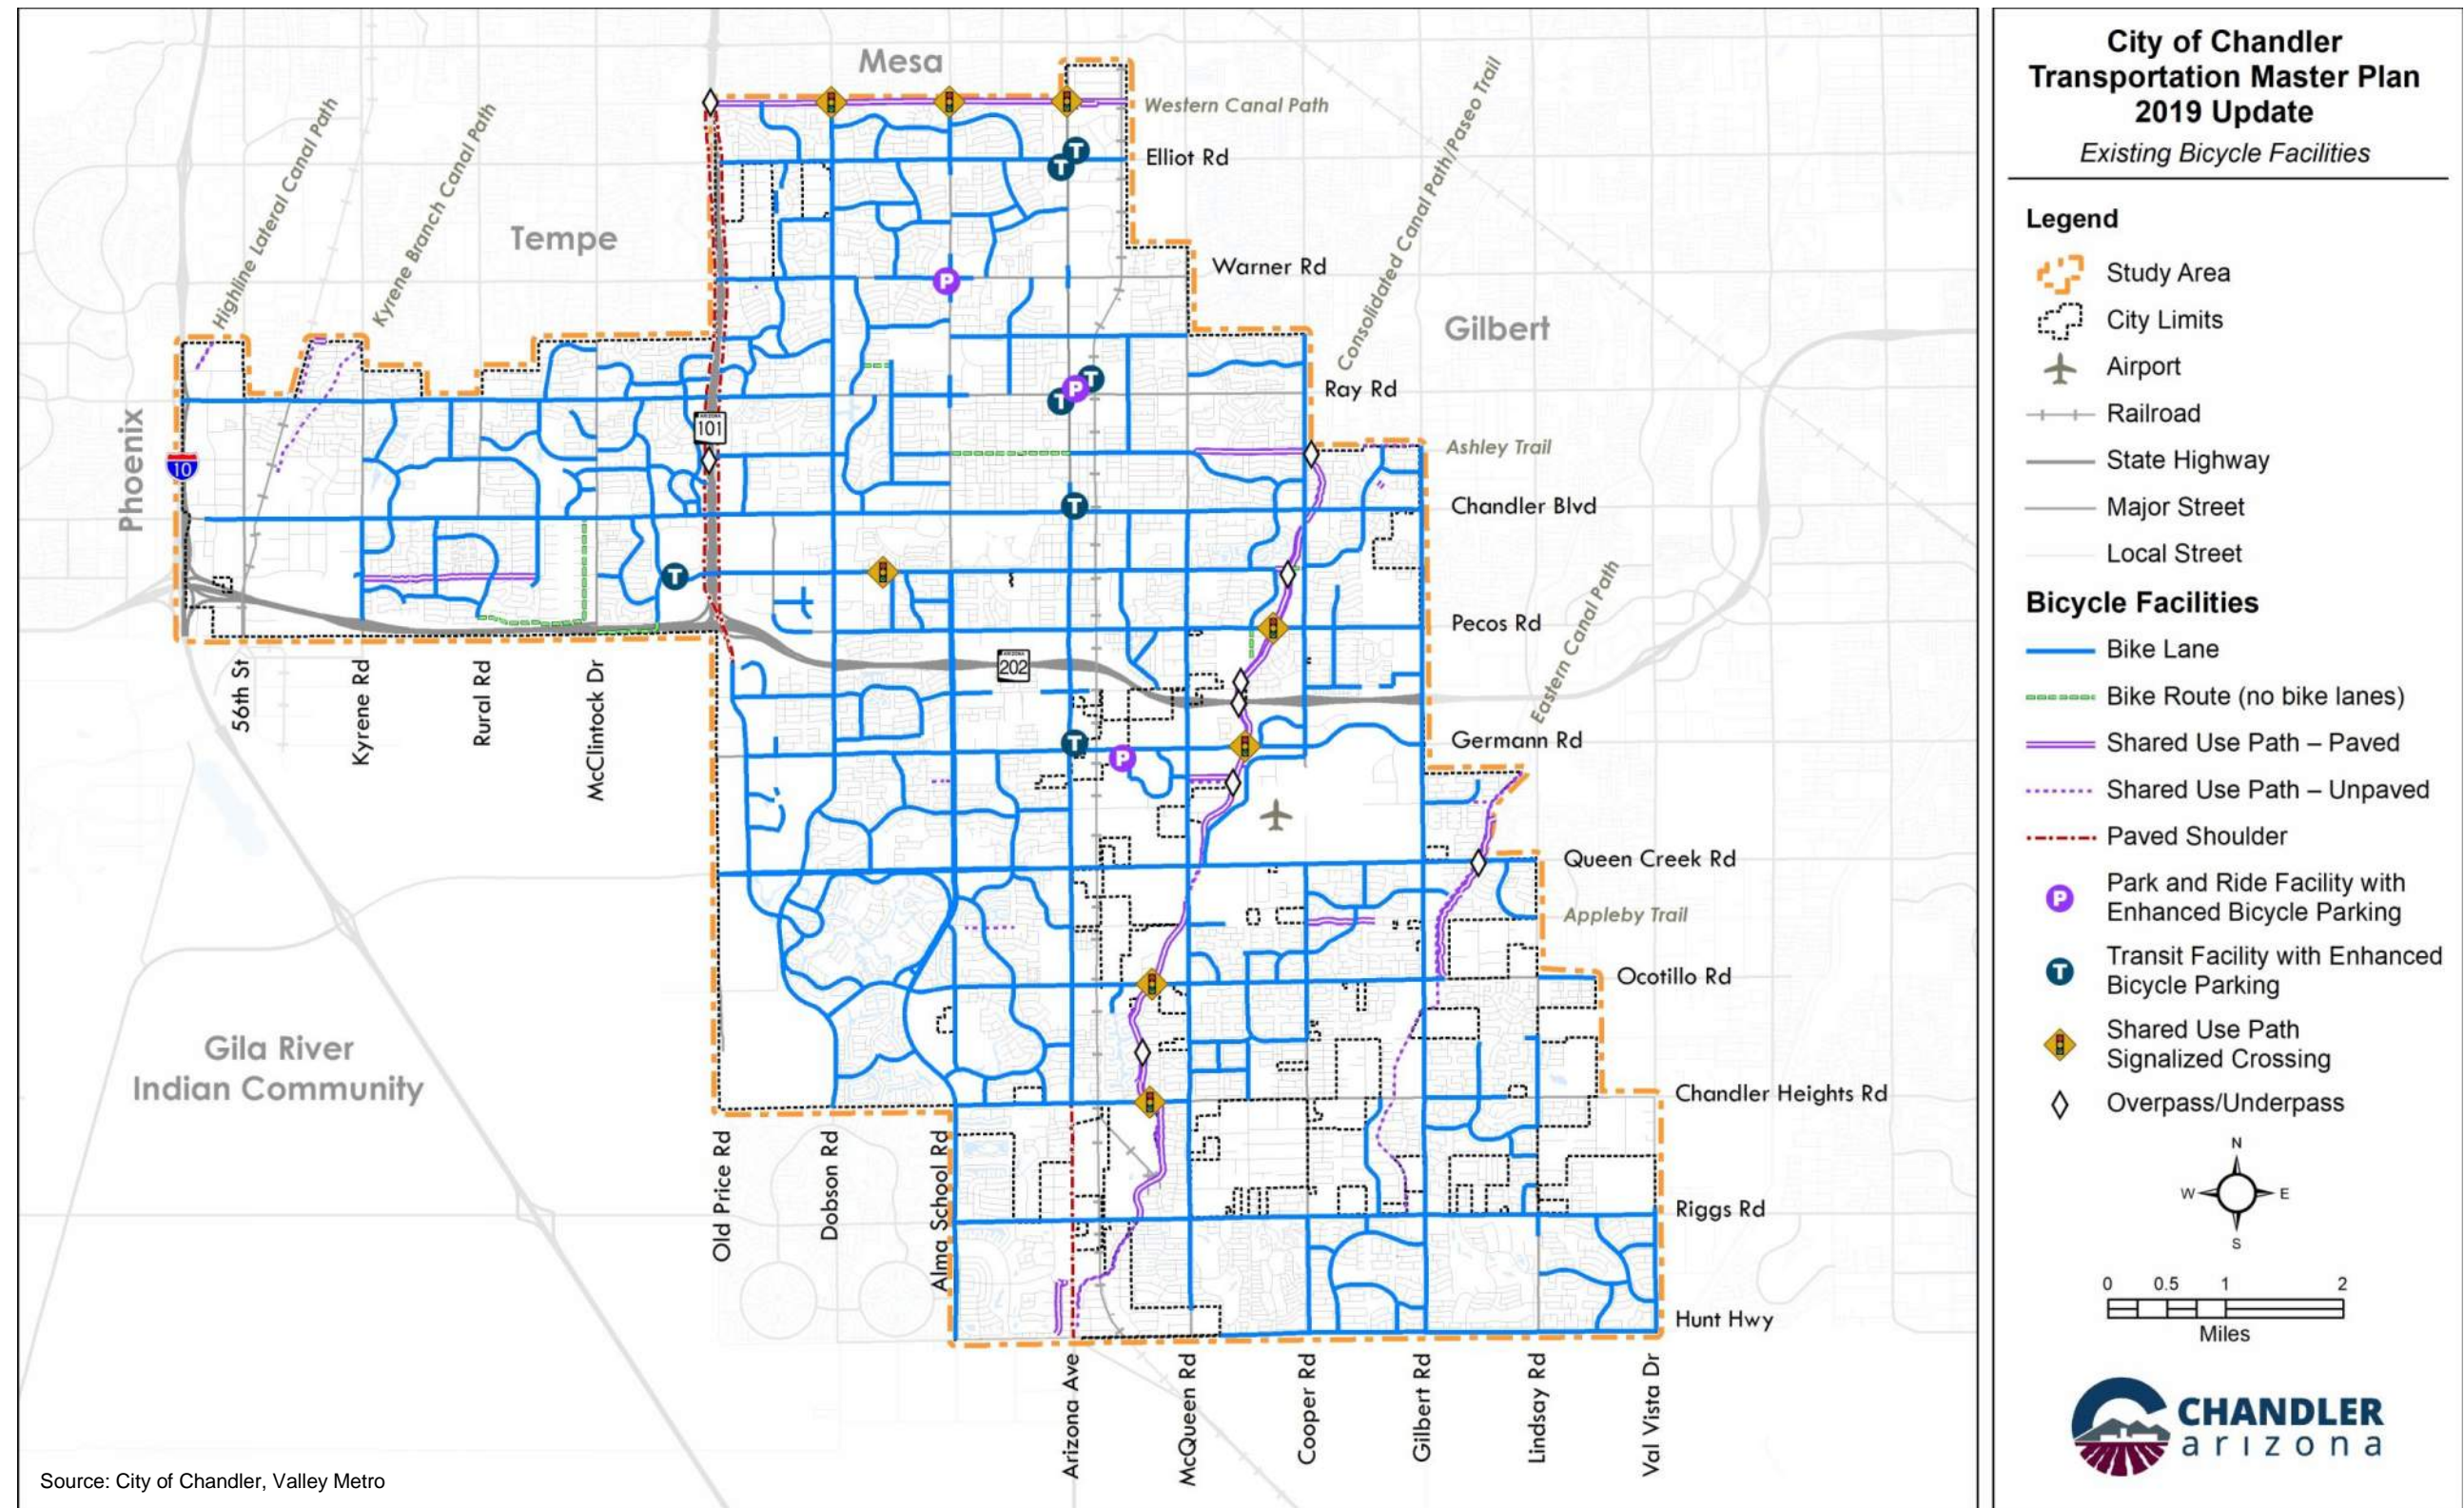 Mesa
Western Canal Path
Elliot Rd
Highline Lateral Canal Path
Kyrene Branch Canal Path
Consolidated Canal Path/Paseo Trail
Tempe
Warner Rd
Gilbert
Ray Rd
Phoenix
ARIZONA
101
10
Ashley Trail
Chandler Blvd
T
T
P
T
P
T
T
T
Pecos Rd
Eastern Canal Path
ARIZONA
202
56th St
Kyrene Rd
Rural Rd
McClintock Dr
T
P
Germann Rd
Queen Creek Rd
Appleby Trail
Ocotillo Rd
Gila River
Indian Community
Chandler Heights Rd
Old Price Rd
Dobson Rd
Alma School Rd
Riggs Rd
Hunt Hwy
Arizona Ave
McQueen Rd
Cooper Rd
Gilbert Rd
Lindsay Rd
Val Vista Dr
Source: City of Chandler, Valley Metro
City of Chandler
Transportation Master Plan
2019 Update
Existing Bicycle Facilities
Legend
Study Area
City Limits
Airport
Railroad
State Highway
Major Street
Local Street
Bicycle Facilities
Bike Lane
Bike Route (no bike lanes)
Shared Use Path – Paved
Shared Use Path – Unpaved
Paved Shoulder
P
Park and Ride Facility with
Enhanced Bicycle Parking
T
Transit Facility with Enhanced
Bicycle Parking
Shared Use Path
Signalized Crossing
Overpass/Underpass
N
W E
S
0 0.5 1 2
Miles
CHANDLER
arizona